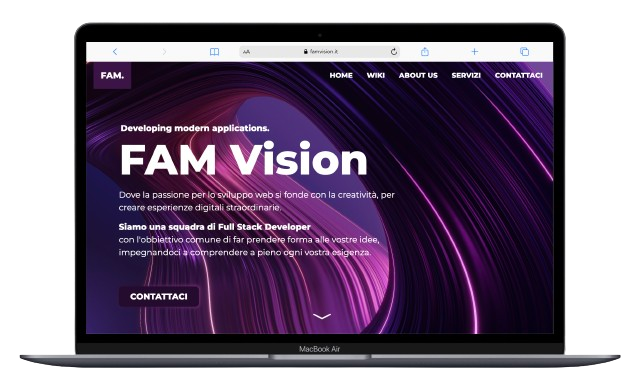 AA famvision.it
FAM.
HOME WIKI ABOUT US SERVIZI CONTATTACI
Developing modern applications.
FAM Vision
Dove la passione per lo sviluppo web si fonde con la creatività, per
creare esperienze digitali straordinarie.
Siamo una squadra di Full Stack Developer
con l'obbiettivo comune di far prendere forma alle vostre idee,
impegnandoci a comprendere a pieno ogni vostra esigenza.
CONTATTACI
MacBook Air